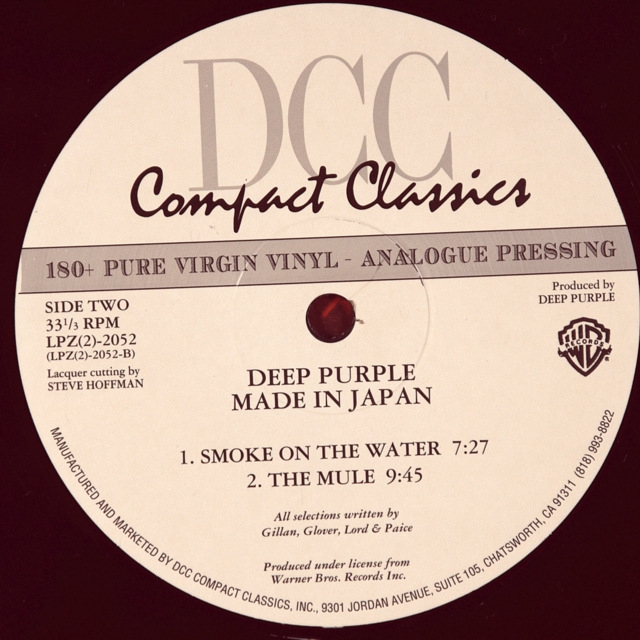 DCC
Compact Classics
180+ PURE VIRGIN VINYL - ANALOGUE PRESSING
SIDE TWO
33¹/₃ RPM
LPZ(2)-2052
(LPZ(2)-2052-B)
Lacquer cutting by
STEVE HOFFMAN
Produced by
DEEP PURPLE
WB
RECORDS
DEEP PURPLE
MADE IN JAPAN
1. SMOKE ON THE WATER 7:27
2. THE MULE 9:45
All selections written by
Gillan, Glover, Lord & Paice
Produced under license from
Warner Bros. Records Inc.
MANUFACTURED AND MARKETED BY DCC COMPACT CLASSICS, INC., 9301 JORDAN AVENUE, SUITE 105, CHATSWORTH, CA 91311 (818) 993-8822